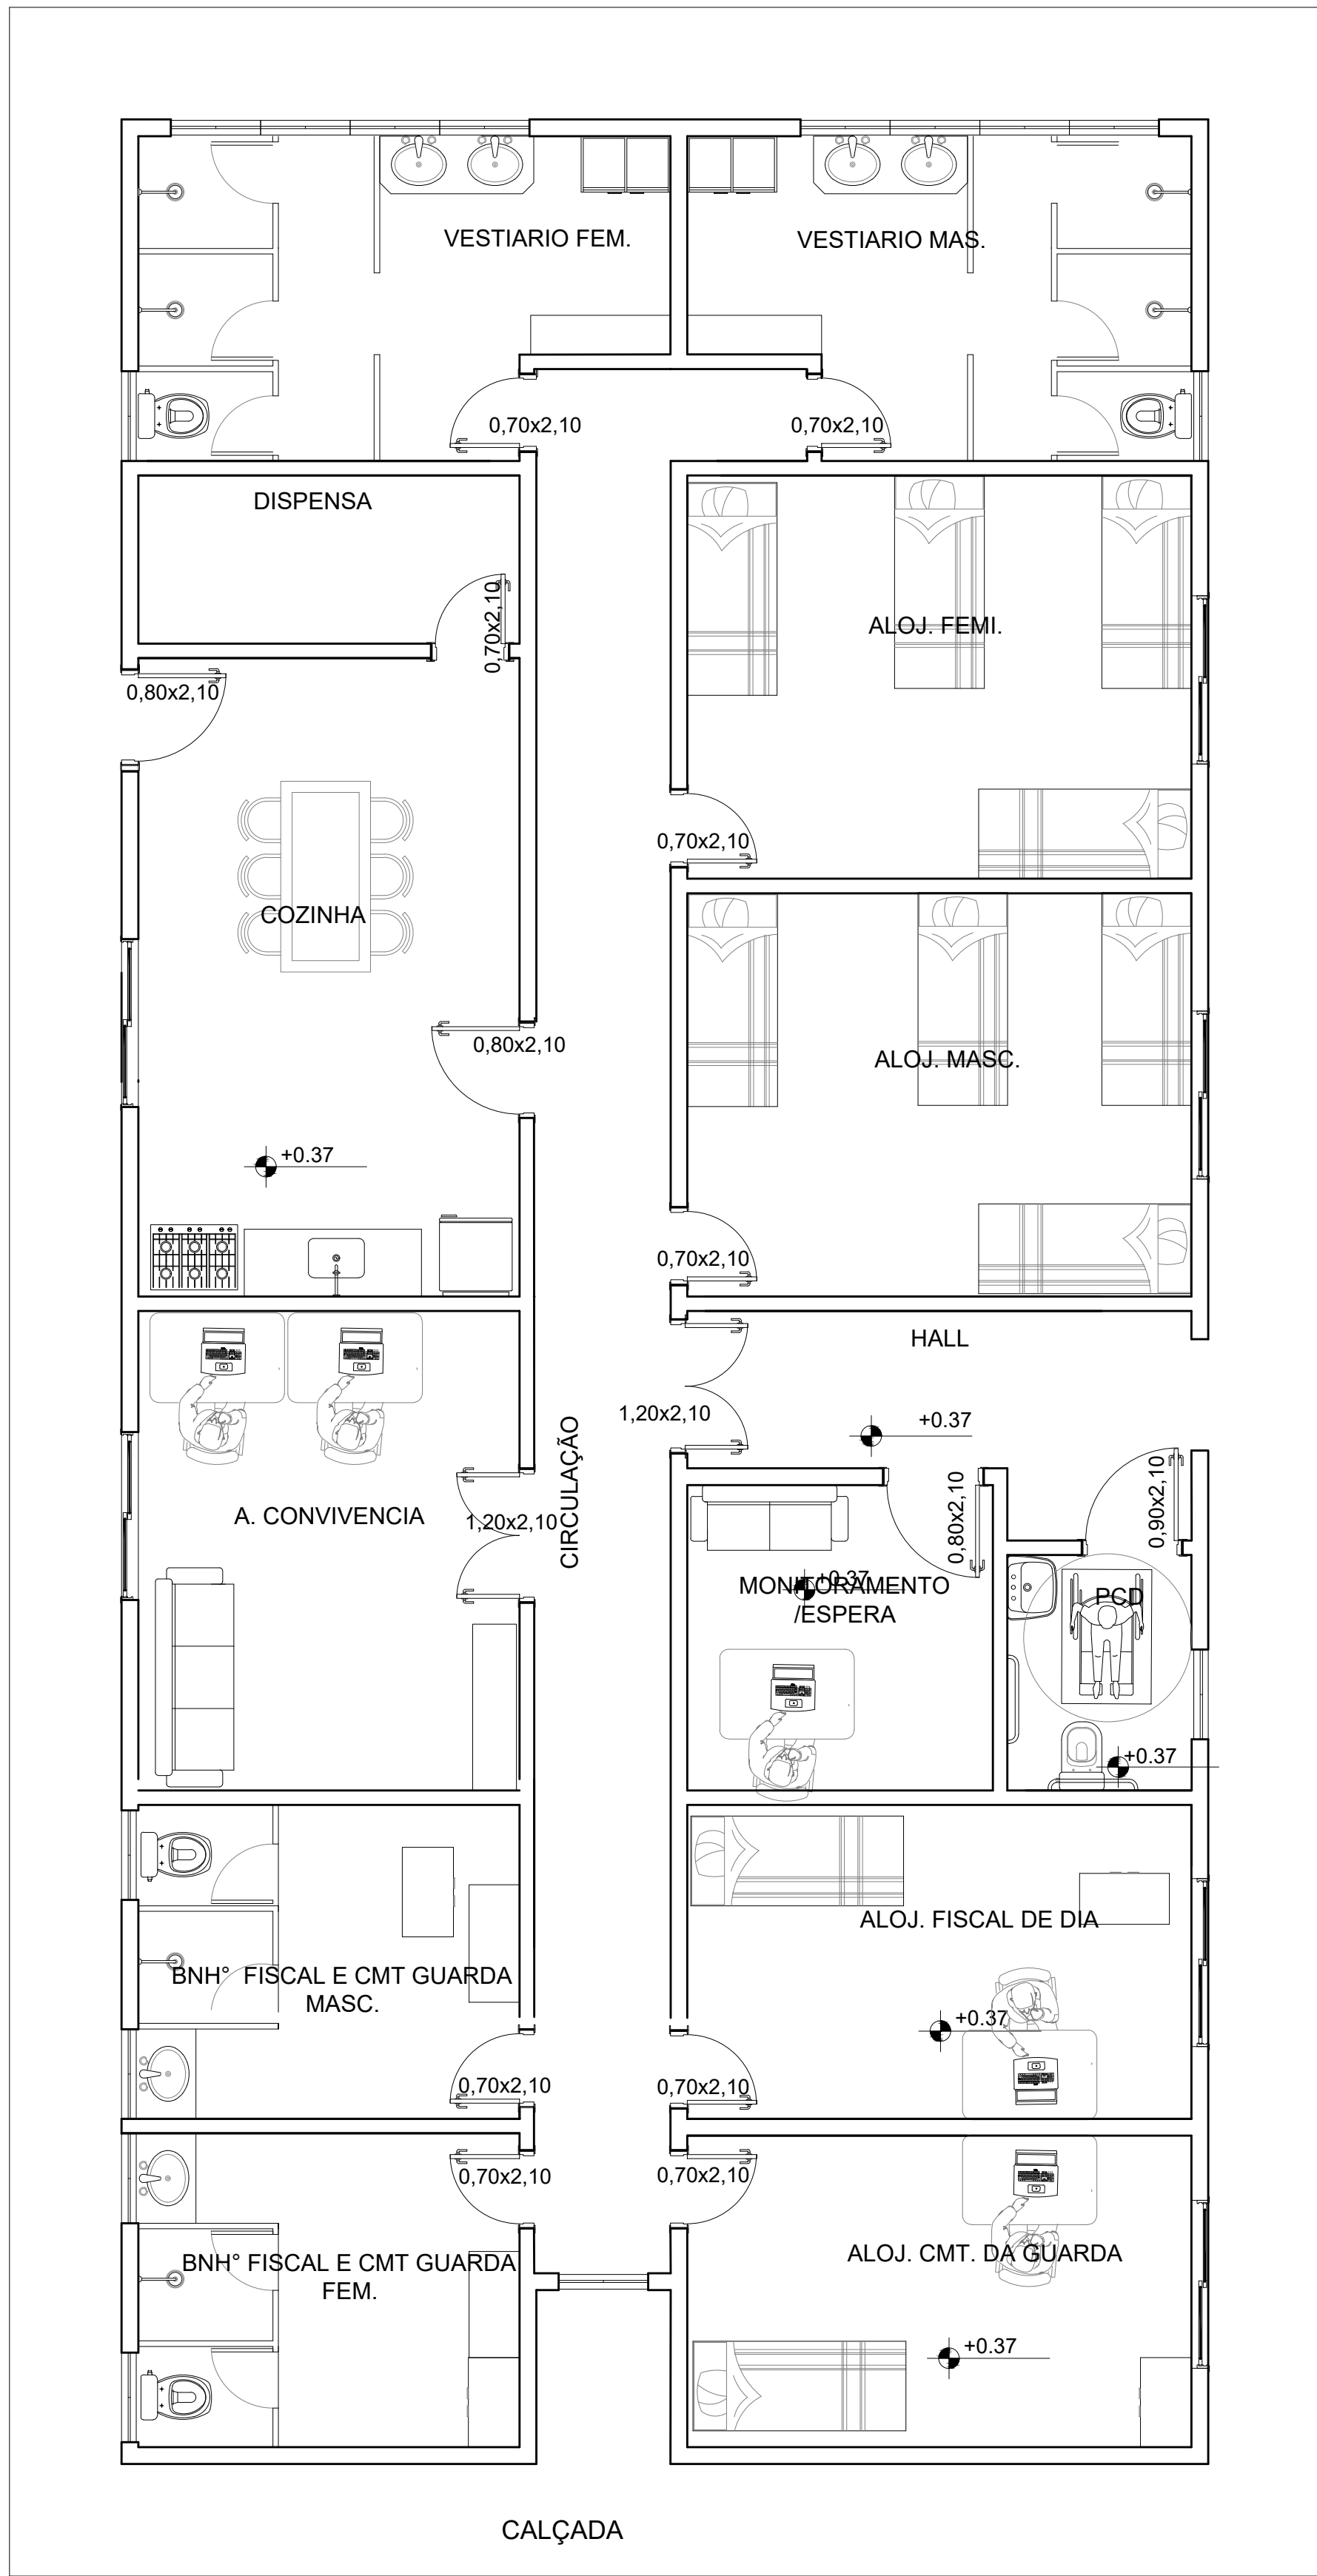 VESTIARIO FEM.
VESTIARIO MAS.
0,70x2,10
0,70x2,10
DISPENSA
0,70x2,10
ALOJ. FEMI.
0,80x2,10
0,70x2,10
COZINHA
0,80x2,10
ALOJ. MASC.
+0.37
0,70x2,10
HALL
1,20x2,10
+0.37
CIRCULAÇÃO
A. CONVIVENCIA
1,20x2,10
0,80x2,10
0,90x2,10
MONITORAMENTO
/ESPERA
+0.37
PCD
+0.37
ALOJ. FISCAL DE DIA
BNH° FISCAL E CMT GUARDA
MASC.
+0.37
0,70x2,10
0,70x2,10
0,70x2,10
0,70x2,10
BNH° FISCAL E CMT GUARDA
FEM.
ALOJ. CMT. DA GUARDA
+0.37
CALÇADA